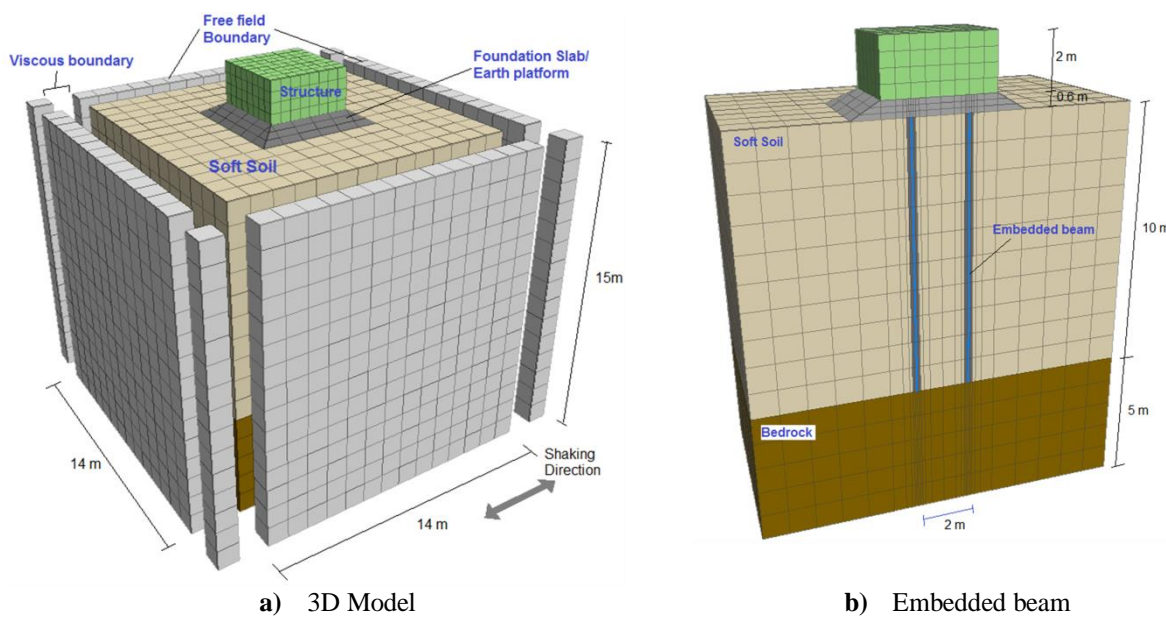 Free field
Boundary
Viscous boundary
Foundation Slab/
Earth platform
Structure
Soft Soil
15m
Shaking
Direction
14 m
14 m
a) 3D Model
2 m
0.6 m
Soft Soil
Embedded beam
10 m
Bedrock
5 m
2 m
b) Embedded beam